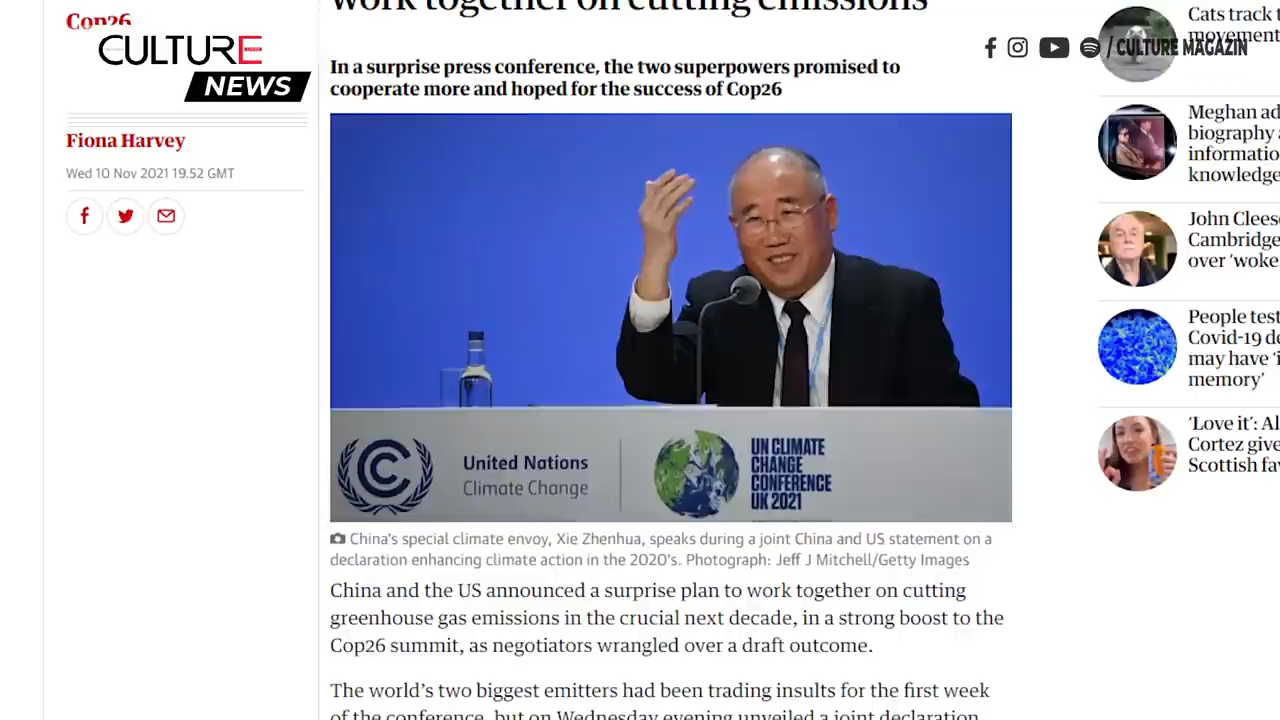 work together on cutting emissions
Cop26
CULTURE
NEWS
/ CULTURE MAGAZIN
In a surprise press conference, the two superpowers promised to
cooperate more and hoped for the success of Cop26
Fiona Harvey
Wed 10 Nov 2021 19.52 GMT
United Nations
Climate Change
UN CLIMATE
CHANGE
CONFERENCE
UK 2021
China's special climate envoy, Xie Zhenhua, speaks during a joint China and US statement on a
declaration enhancing climate action in the 2020's. Photograph: Jeff J Mitchell/Getty Images
China and the US announced a surprise plan to work together on cutting
greenhouse gas emissions in the crucial next decade, in a strong boost to the
Cop26 summit, as negotiators wrangled over a draft outcome.
The world's two biggest emitters had been trading insults for the first week
of the conference, but on Wednesday evening unveiled a joint declaration
Cats track
movement
Meghan ad
biography
informatio
knowledge
John Clees
Cambridge
over 'woke
People test
Covid-19 de
may have 'i
memory'
'Love it': Al
Cortez give
Scottish fav